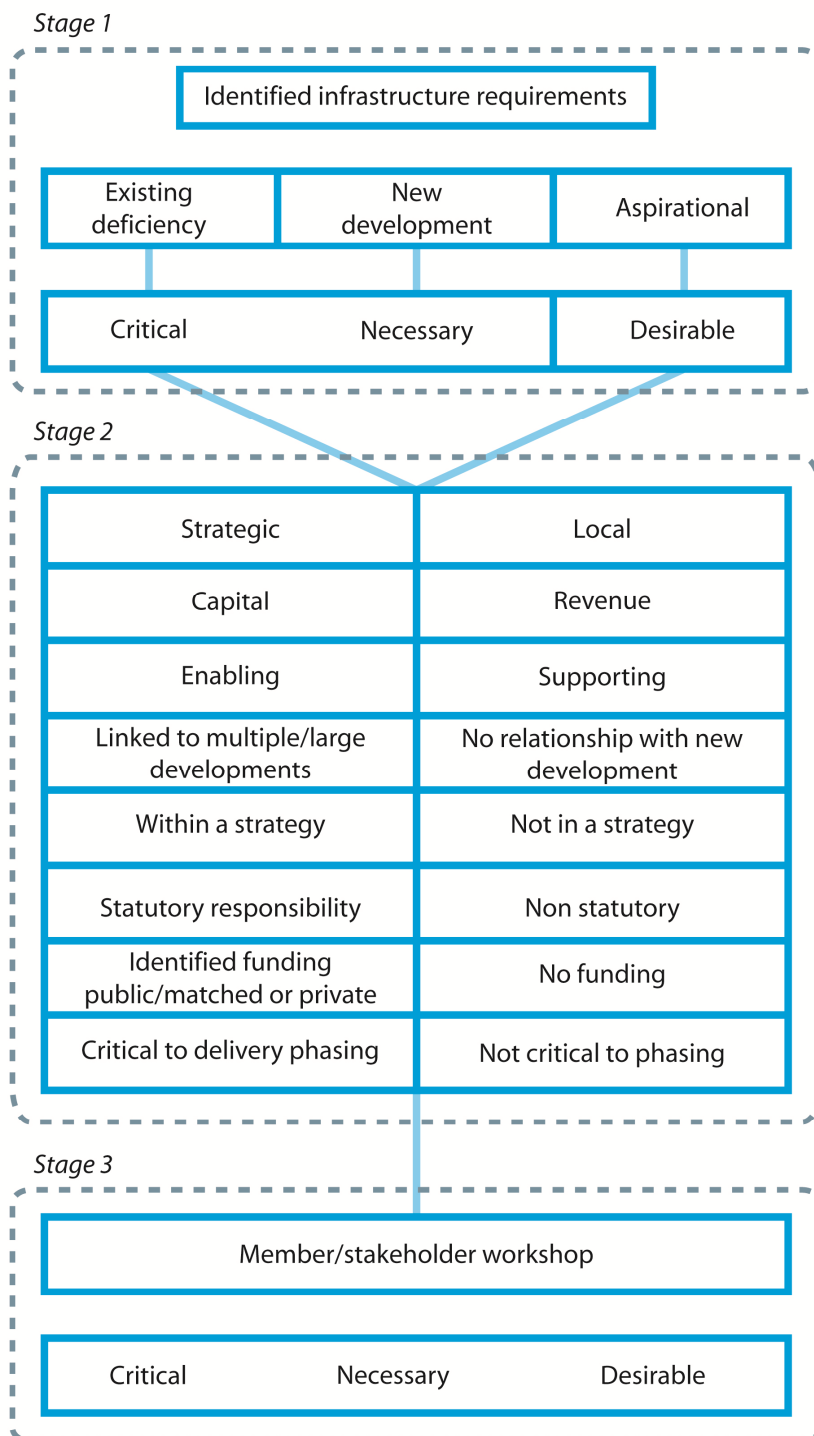 Stage 1
Identified infrastructure requirements
Existing
deficiency
New
development
Aspirational
Critical
Necessary
Desirable
Stage 2
Strategic
Local
Capital
Revenue
Enabling
Supporting
Linked to multiple/large
developments
No relationship with new
development
Within a strategy
Not in a strategy
Statutory responsibility
Non statutory
Identified funding
public/matched or private
No funding
Critical to delivery phasing
Not critical to phasing
Stage 3
Member/stakeholder workshop
Critical
Necessary
Desirable